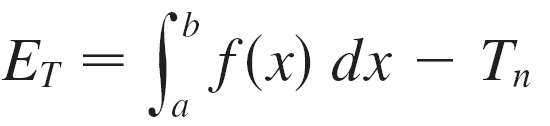 E_T = ∫_a^b f(x) dx − T_n